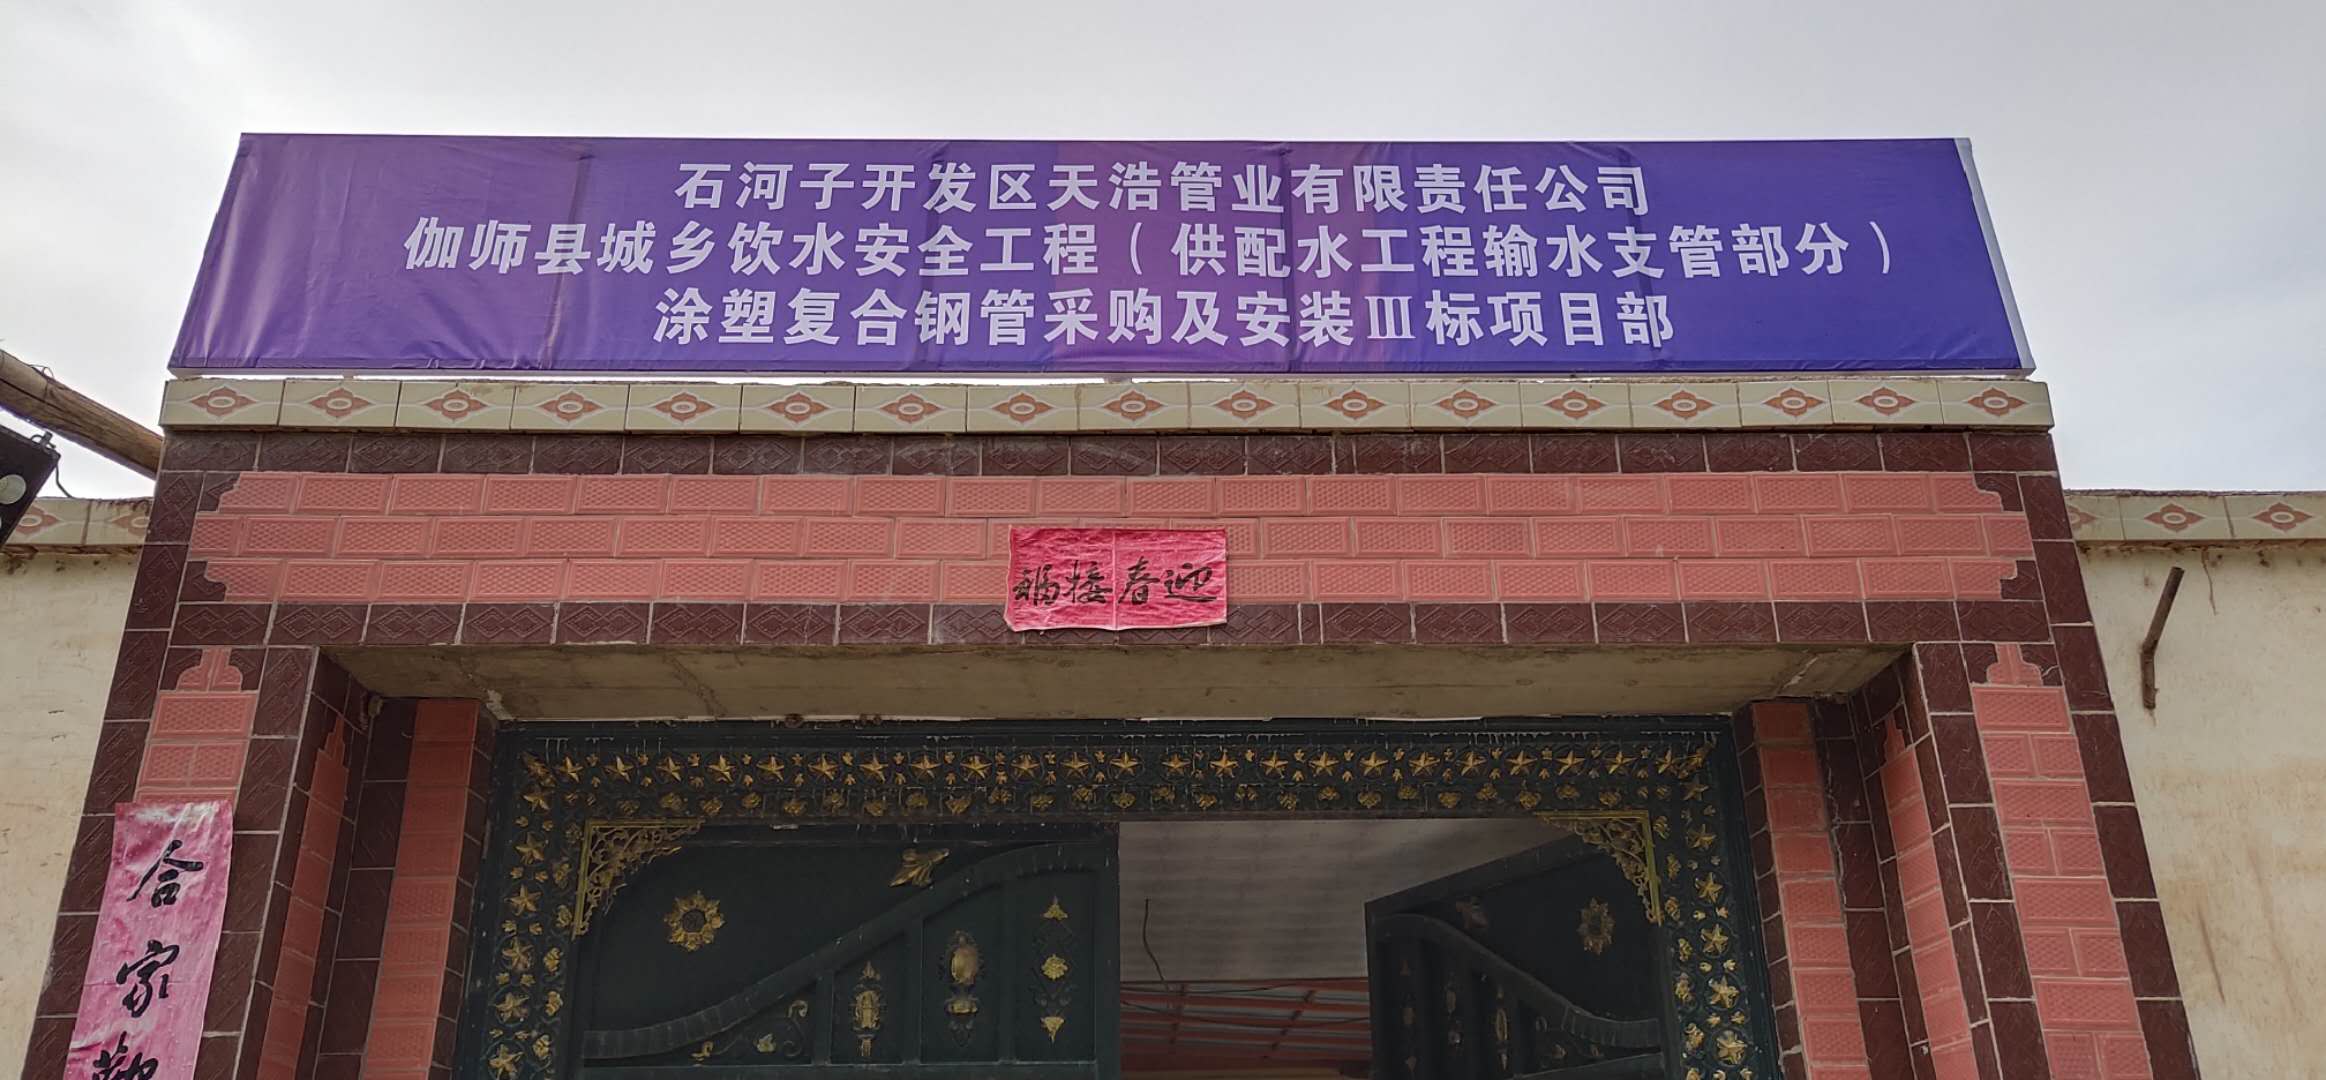 石河子开发区天浩管业有限责任公司
伽师县城乡饮水安全工程（供配水工程输水支管部分）
涂塑复合钢管采购及安装Ⅲ标项目部
福接春迎
合家歡